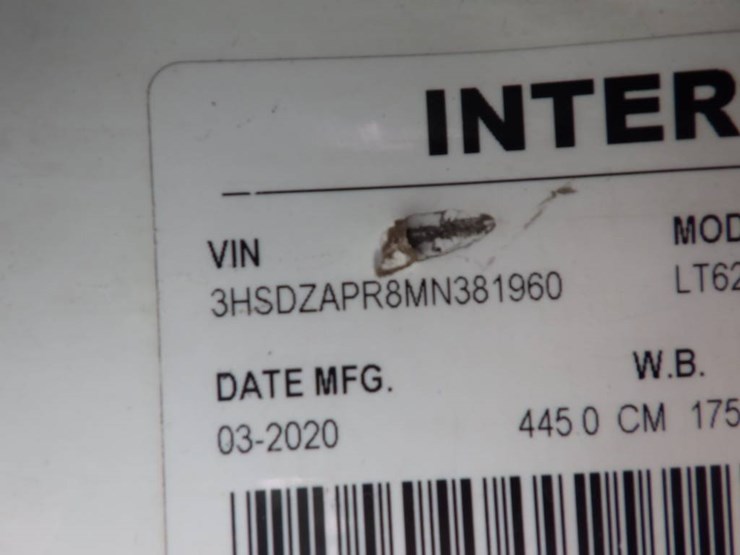 INTER
VIN
MOD
3HSDZAPR8MN381960
LT62
DATE MFG.
W.B.
03-2020
445.0 CM 175